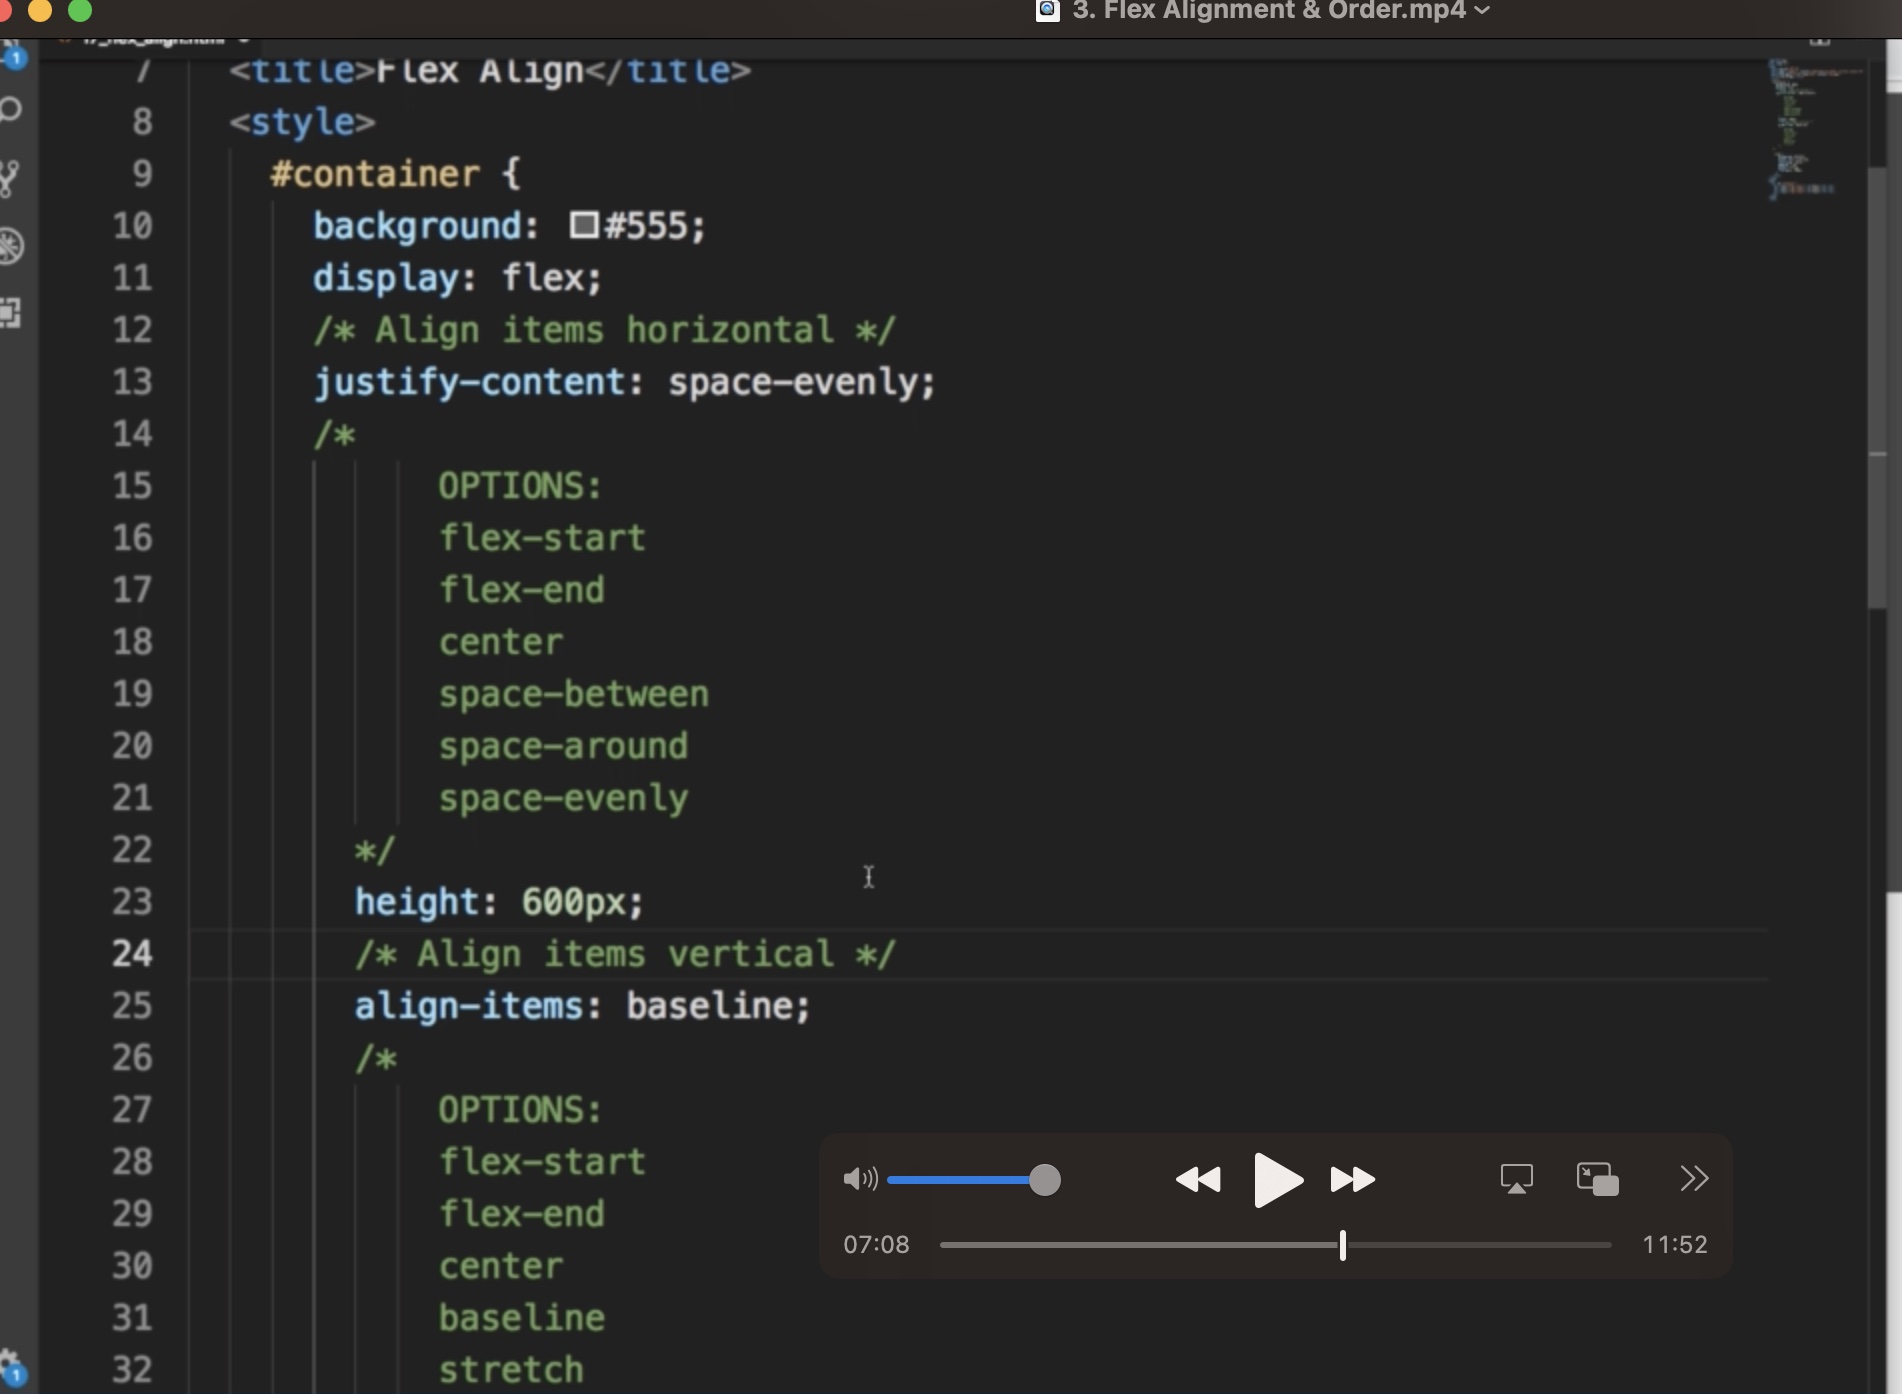 3. Flex Alignment & Order.mp4
17_flex_align.html
1
7 <title>Flex Align</title>
8 <style>
9 #container {
10 background: #555;
11 display: flex;
12 /* Align items horizontal */
13 justify-content: space-evenly;
14 /*
15 OPTIONS:
16 flex-start
17 flex-end
18 center
19 space-between
20 space-around
21 space-evenly
22 */
23 height: 600px;
24 /* Align items vertical */
25 align-items: baseline;
26 /*
27 OPTIONS:
28 flex-start
29 flex-end
30 center
31 baseline
32 stretch
07:08
11:52
1